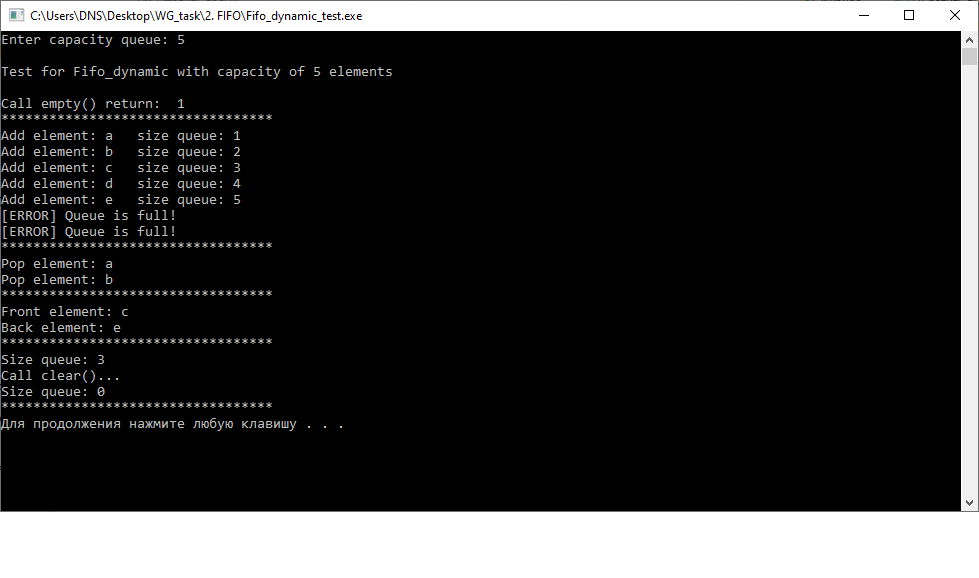 C:\Users\DNS\Desktop\WG_task\2. FIFO\Fifo_dynamic_test.exe
Enter capacity queue: 5
Test for Fifo_dynamic with capacity of 5 elements
Call empty() return:  1
**********************************
Add element: a   size queue: 1
Add element: b   size queue: 2
Add element: c   size queue: 3
Add element: d   size queue: 4
Add element: e   size queue: 5
[ERROR] Queue is full!
[ERROR] Queue is full!
**********************************
Pop element: a
Pop element: b
**********************************
Front element: c
Back element: e
**********************************
Size queue: 3
Call clear()...
Size queue: 0
**********************************
Для продолжения нажмите любую клавишу . . .